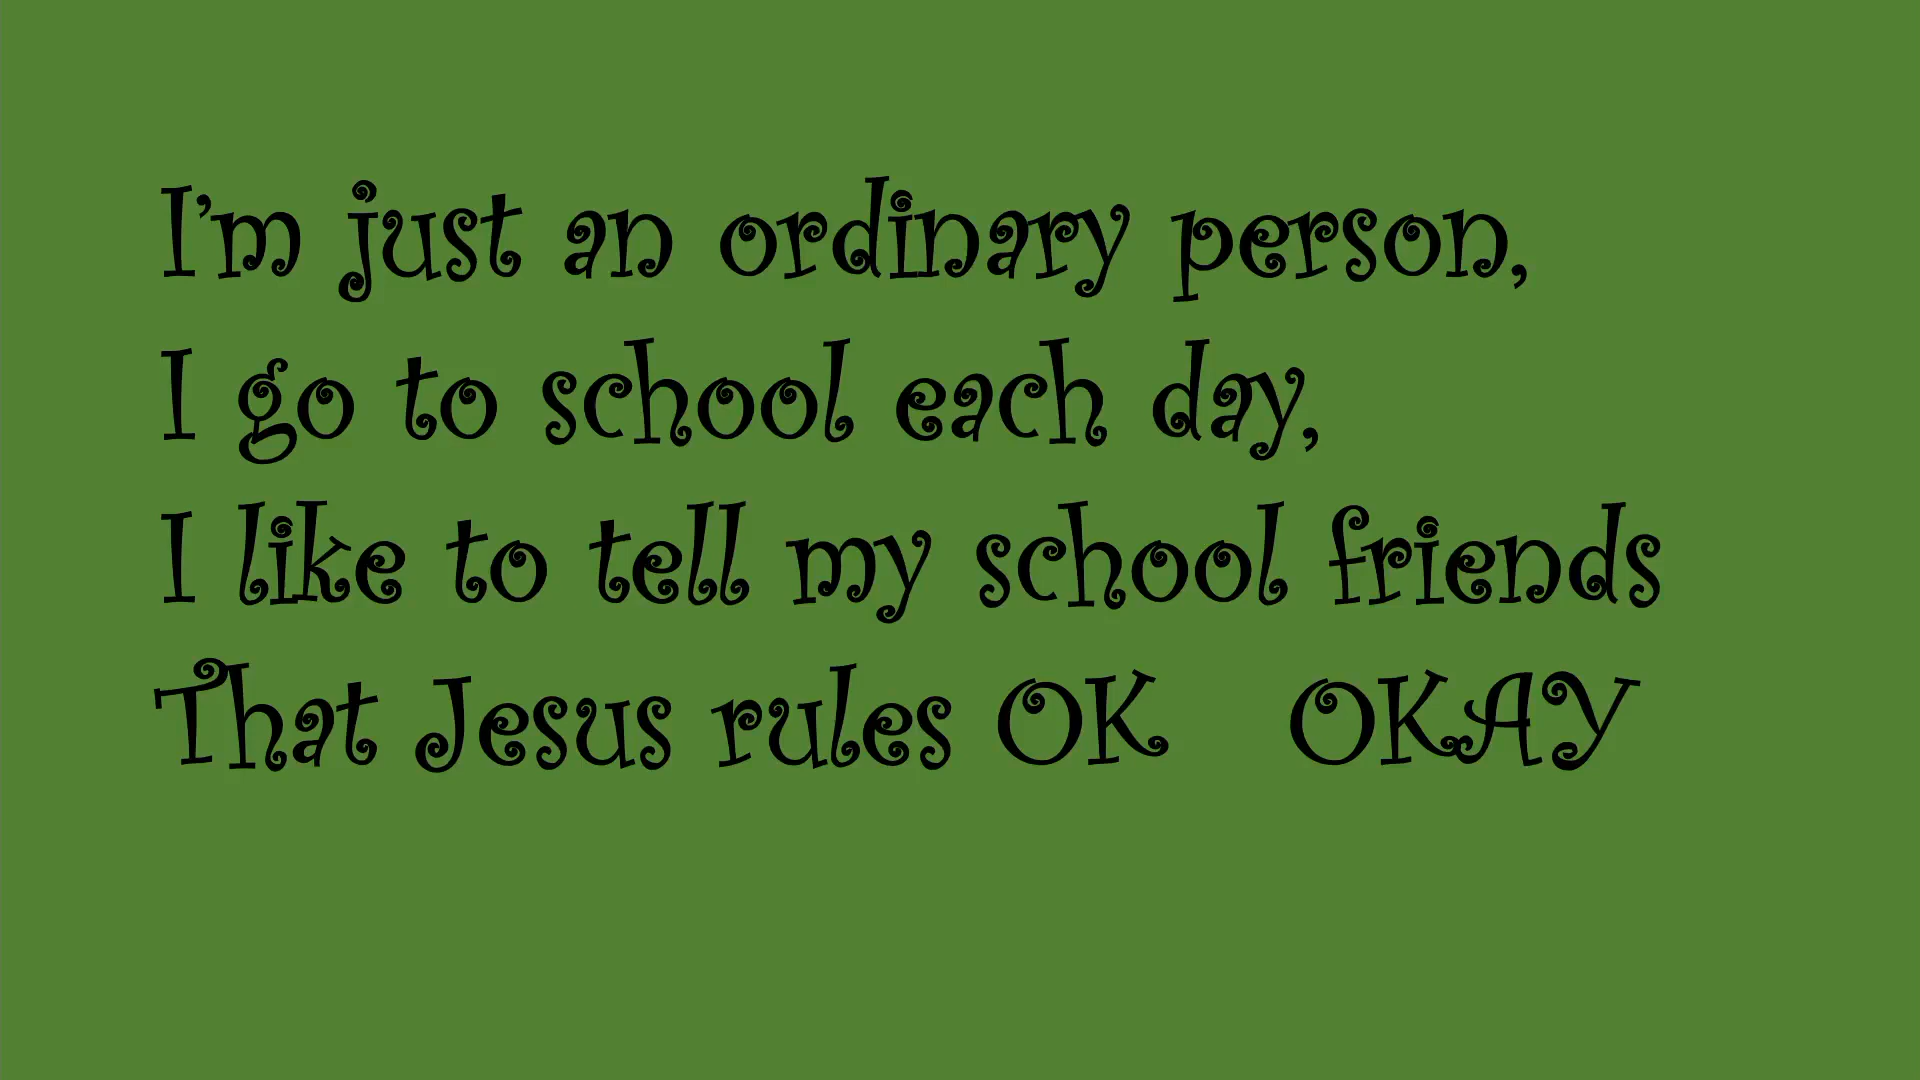 I'm just an ordinary person,
I go to school each day,
I like to tell my school friends
That Jesus rules OK OKAY